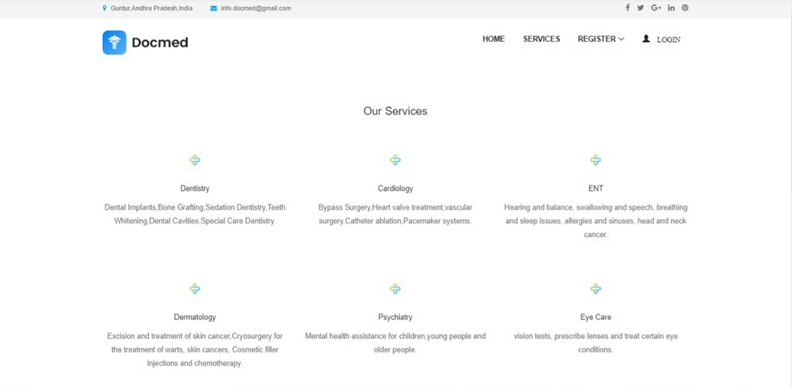 Guntur,Andhra Pradesh,India info.docmed@gmail.com
Docmed HOME SERVICES REGISTER LOGIN
Our Services
Dentistry
Dental Implants,Bone Grafting,Sedation Dentistry,Teeth
Whitening,Dental Cavities,Special Care Dentistry.
Cardiology
Bypass Surgery,Heart valve treatment,vascular
surgery,Catheter ablation,Pacemaker systems.
ENT
Hearing and balance, swallowing and speech, breathing
and sleep issues, allergies and sinuses, head and neck
cancer.
Dermatology
Excision and treatment of skin cancer,Cryosurgery for
the treatment of warts, skin cancers, Cosmetic filler
injections and chemotherapy.
Psychiatry
Mental health assistance for children,young people and
older people.
Eye Care
vision tests, prescribe lenses and treat certain eye
conditions.